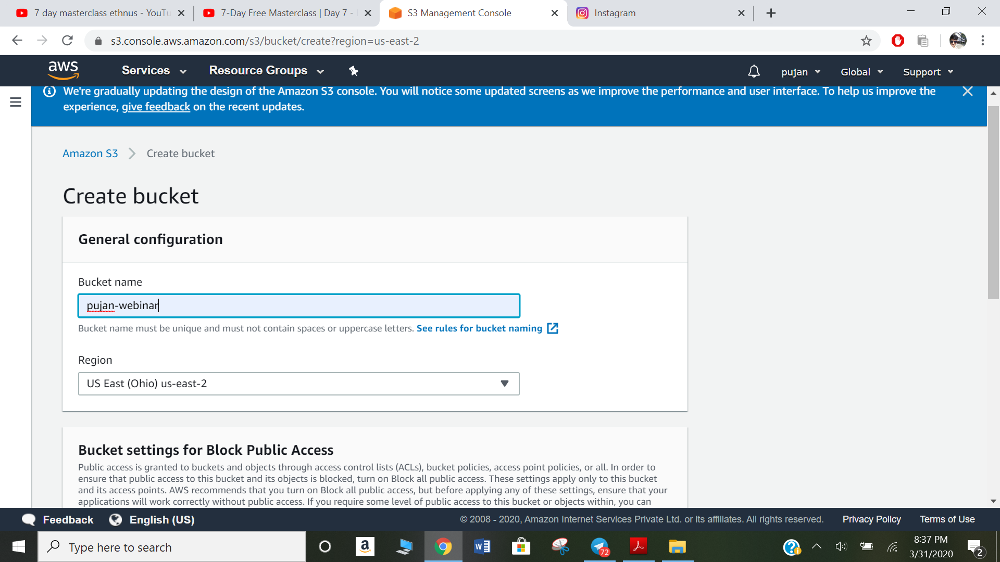 7 day masterclass ethnus - YouTu
7-Day Free Masterclass | Day 7 -
S3 Management Console
Instagram
s3.console.aws.amazon.com/s3/bucket/create?region=us-east-2
aws
Services
Resource Groups
pujan
Global
Support
We're gradually updating the design of the Amazon S3 console. You will notice some updated screens as we improve the performance and user interface. To help us improve the
experience, give feedback on the recent updates.
Amazon S3
Create bucket
Create bucket
General configuration
Bucket name
pujan-webinar
Bucket name must be unique and must not contain spaces or uppercase letters. See rules for bucket naming
Region
US East (Ohio) us-east-2
Bucket settings for Block Public Access
Public access is granted to buckets and objects through access control lists (ACLs), bucket policies, access point policies, or all. In order to
ensure that public access to this bucket and its objects is blocked, turn on Block all public access. These settings apply only to this bucket
and its access points. AWS recommends that you turn on Block all public access, but before applying any of these settings, ensure that your
applications will work correctly without public access. If you require some level of public access to this bucket or objects within, you can
Feedback
English (US)
© 2008 - 2020, Amazon Internet Services Private Ltd. or its affiliates. All rights reserved.
Privacy Policy
Terms of Use
Type here to search
a
W
72
8:37 PM
3/31/2020
2